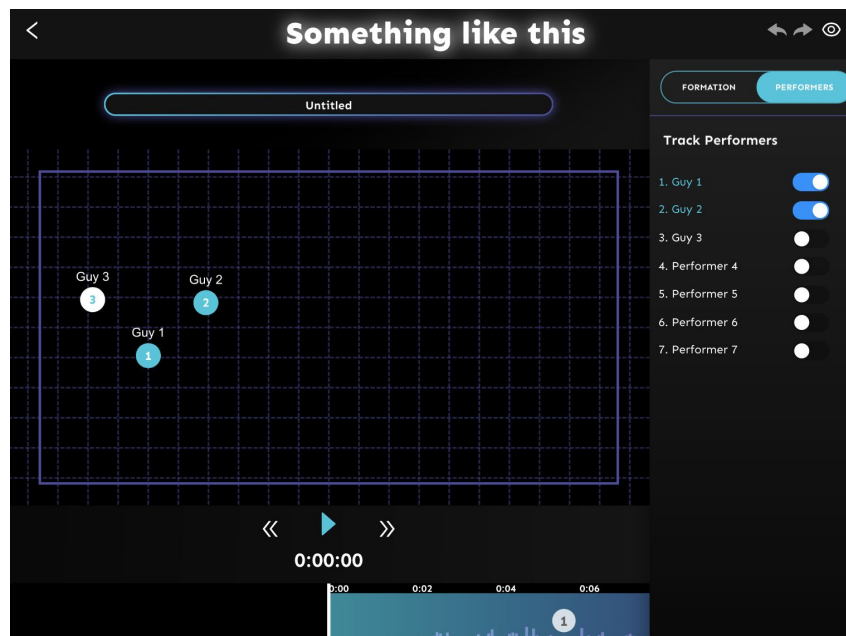 Something like this
FORMATION
PERFORMERS
Untitled
Track Performers
1. Guy 1
2. Guy 2
3. Guy 3
4. Performer 4
5. Performer 5
6. Performer 6
7. Performer 7
Guy 3
3
Guy 2
2
Guy 1
1
0:00:00
0:00
0:02
0:04
0:06
1